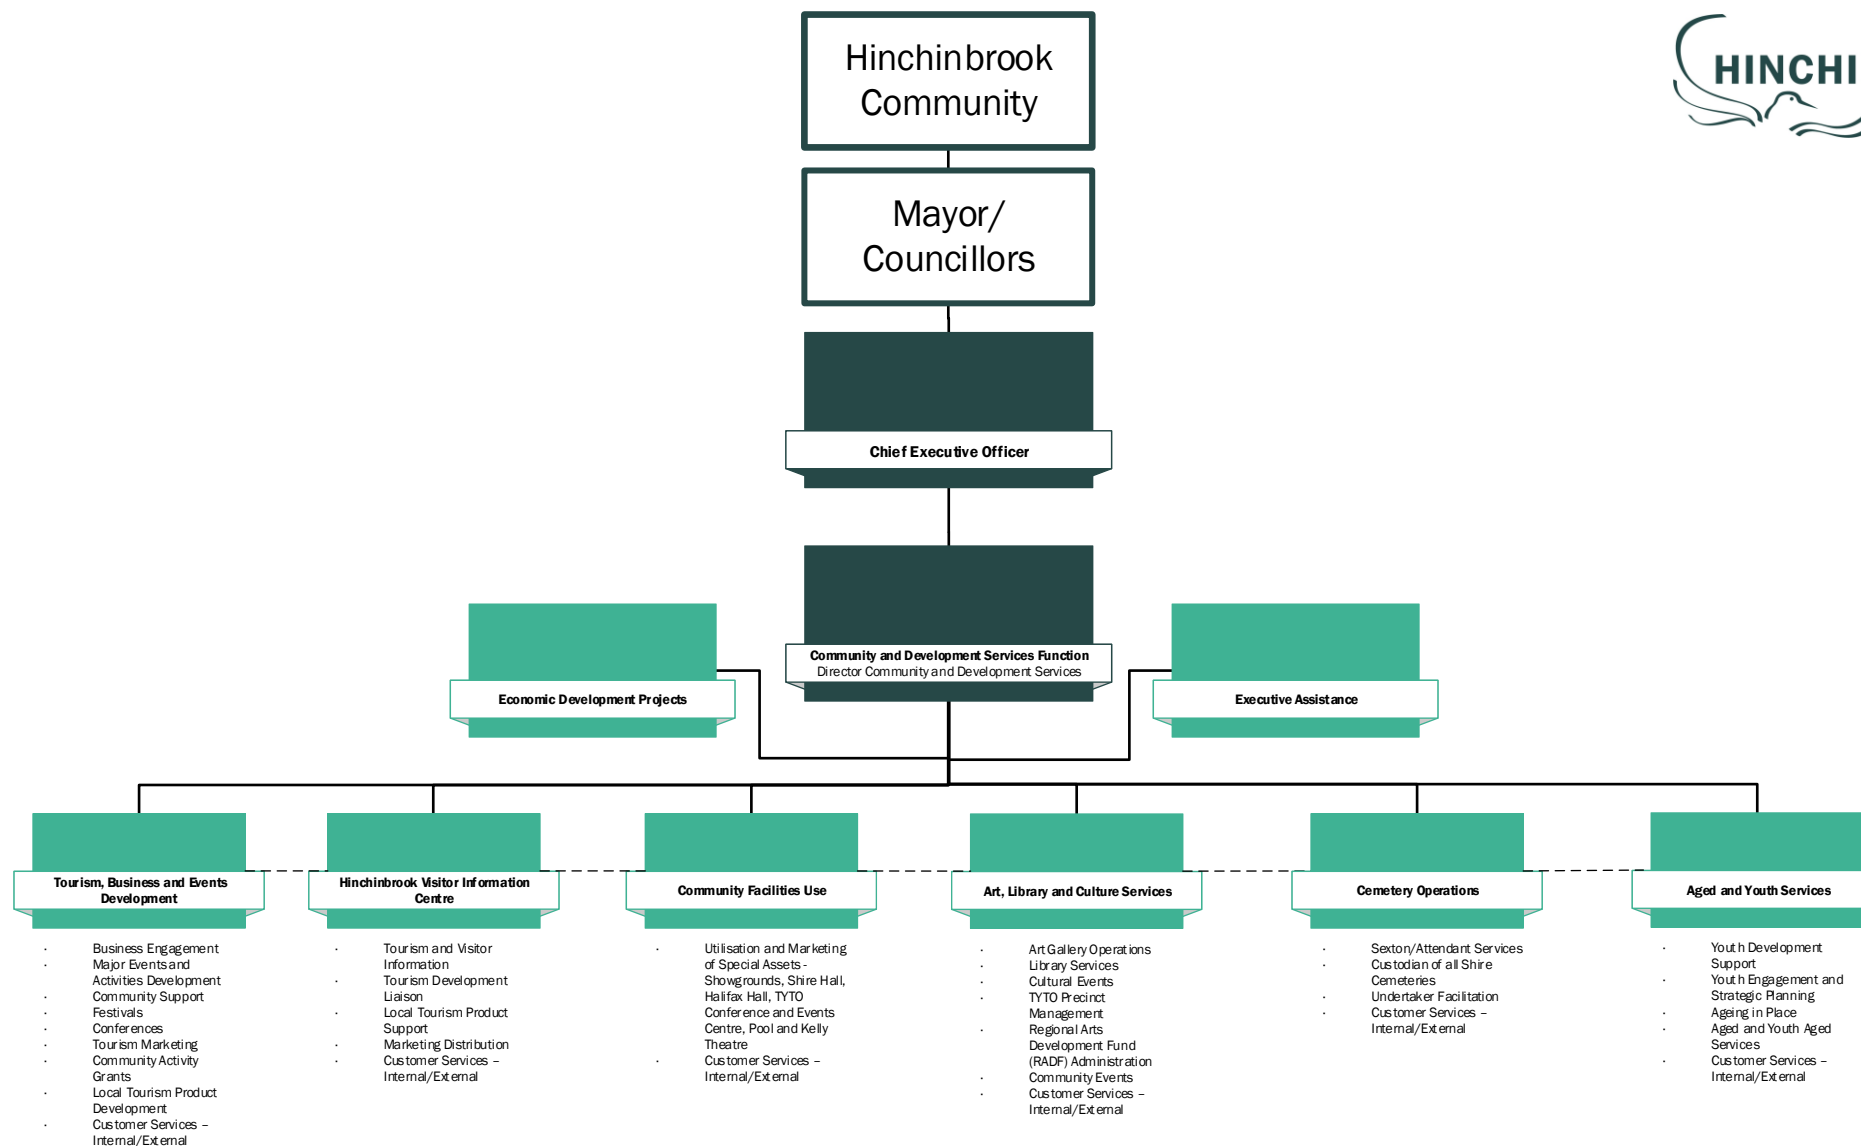 Hinchinbrook
Community
HINCHI
Mayor/
Councillors
Chief Executive Officer
Community and Development Services Function
Director Community and Development Services
Economic Development Projects
Executive Assistance
Tourism, Business and Events
Development
· Business Engagement
· Major Events and
Activities Development
· Community Support
· Festivals
· Conferences
· Tourism Marketing
· Community Activity
Grants
· Local Tourism Product
Development
· Customer Services –
Internal/External
Hinchinbrook Visitor Information
Centre
· Tourism and Visitor
Information
· Tourism Development
Liaison
· Local Tourism Product
Support
· Marketing Distribution
· Customer Services –
Internal/External
Community Facilities Use
· Utilisation and Marketing
of Special Assets -
Showgrounds, Shire Hall,
Halifax Hall, TYTO
Conference and Events
Centre, Pool and Kelly
Theatre
· Customer Services –
Internal/External
Art, Library and Culture Services
· Art Gallery Operations
· Library Services
· Cultural Events
· TYTO Precinct
Management
· Regional Arts
Development Fund
(RADF) Administration
· Community Events
· Customer Services –
Internal/External
Cemetery Operations
· Sexton/Attendant Services
· Custodian of all Shire
Cemeteries
· Undertaker Facilitation
· Customer Services –
Internal/External
Aged and Youth Services
· Youth Development
Support
· Youth Engagement and
Strategic Planning
· Ageing in Place
· Aged and Youth Aged
Services
· Customer Services –
Internal/External